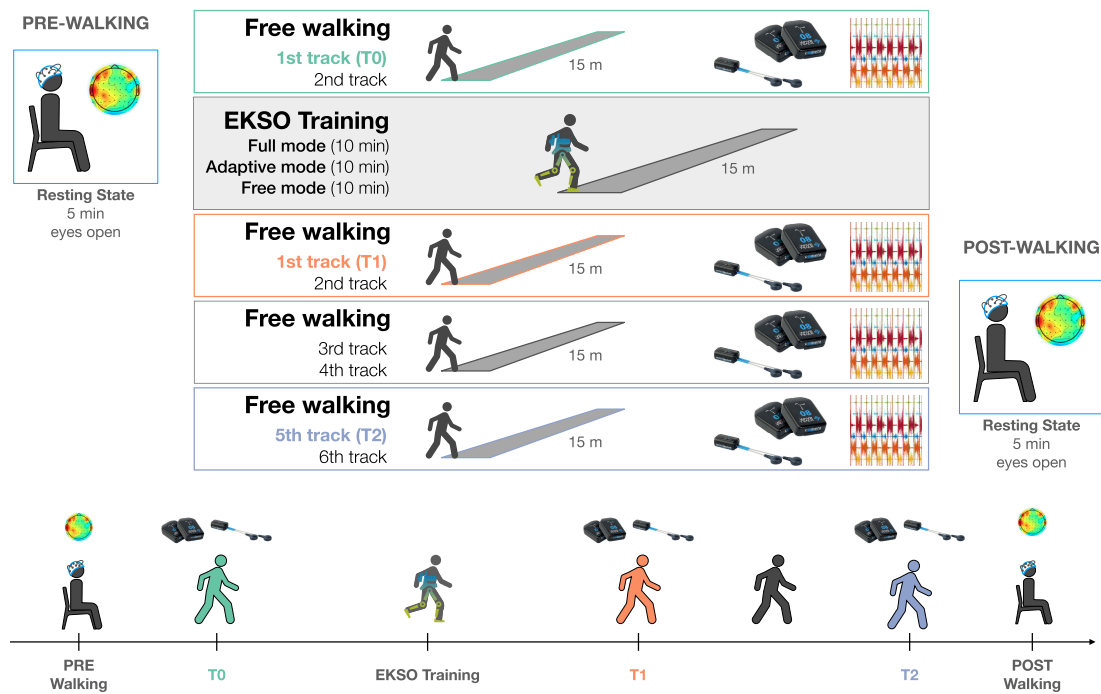 PRE-WALKING
Resting State
5 min
eyes open
Free walking
1st track (T0)
2nd track
15 m
EKSO Training
Full mode (10 min)
Adaptive mode (10 min)
Free mode (10 min)
15 m
Free walking
1st track (T1)
2nd track
15 m
Free walking
3rd track
4th track
15 m
Free walking
5th track (T2)
6th track
15 m
POST-WALKING
Resting State
5 min
eyes open
PRE
Walking
T0
EKSO Training
T1
T2
POST
Walking